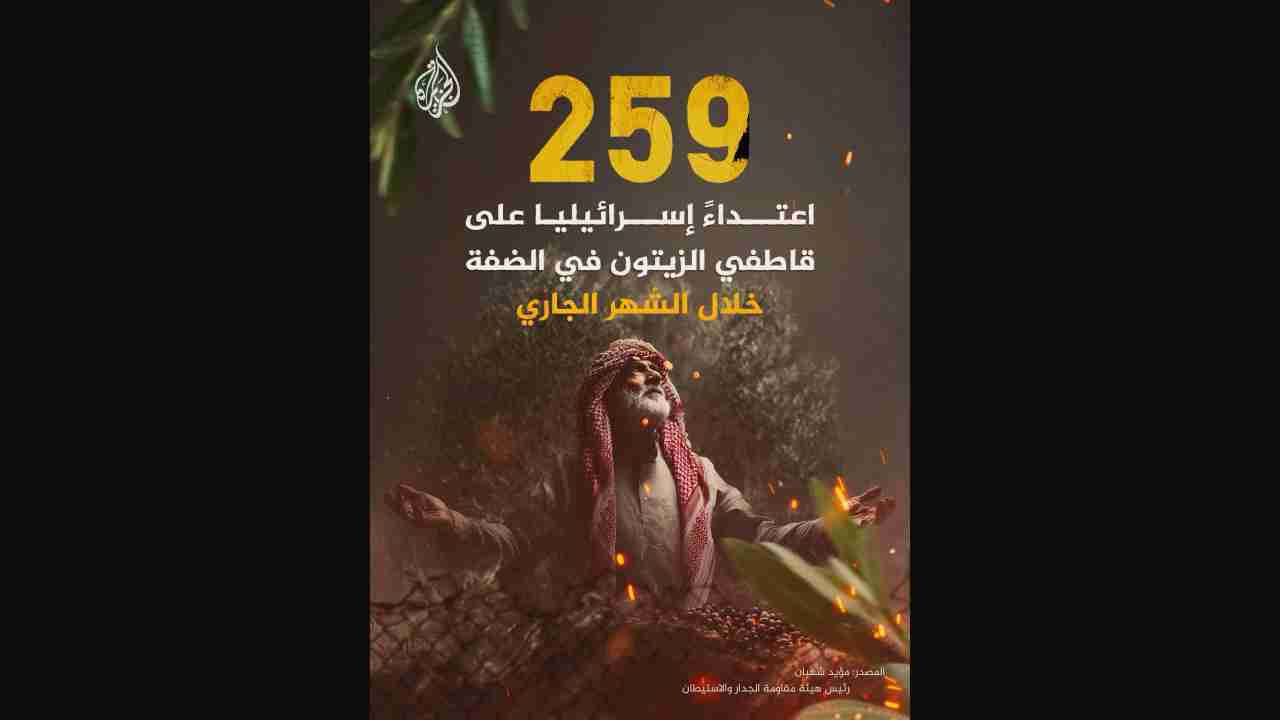 الجزيرة
259
اعتـــداءً إســـرائيليـا على
قاطفي الزيتون في الضفة
خلال الشهر الجاري
المصدر: مؤيد شعبان
رئيس هيئة مقاومة الجدار والاستيطان